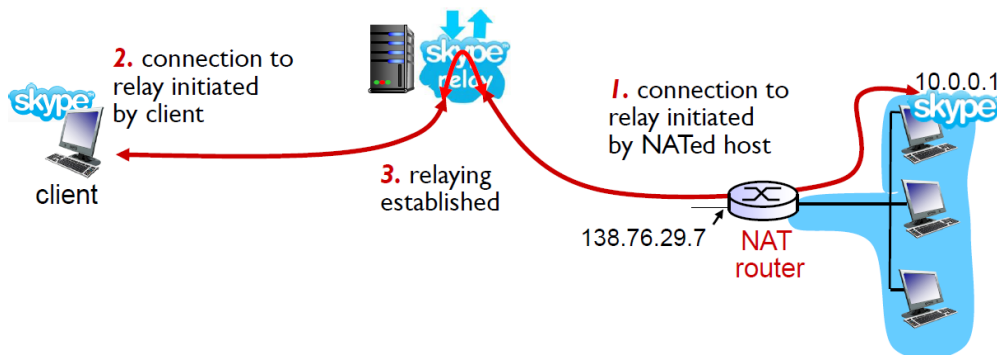 2. connection to
relay initiated
by client
skype
client
skype
relay
3. relaying
established
1. connection to
relay initiated
by NATed host
10.0.0.1
skype
138.76.29.7
NAT
router